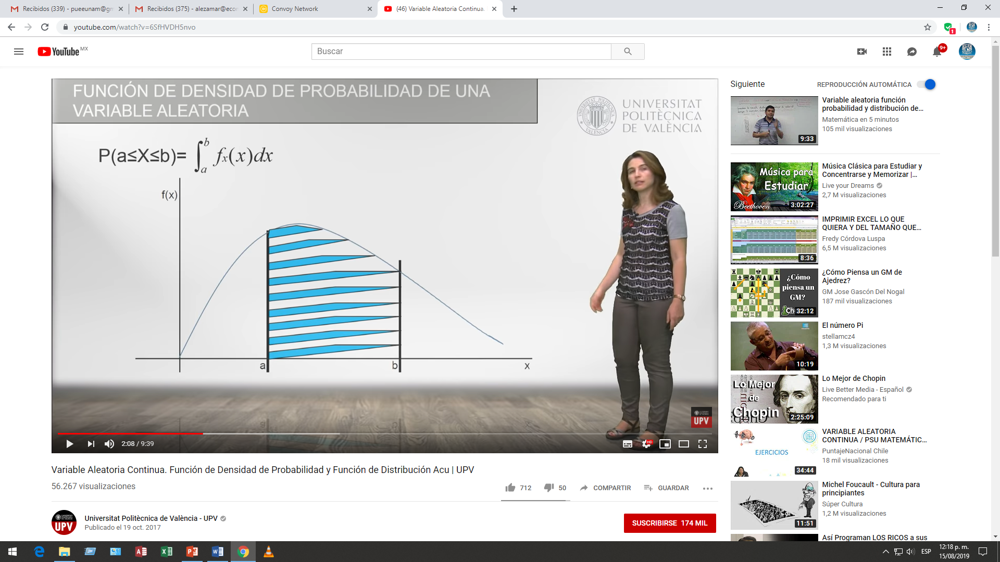 Recibidos (339) - pueeunam@gm
Recibidos (375) - alezamar@econ
Convoy Network
(46) Variable Aleatoria Continua.
youtube.com/watch?v=6SfHVDH5nvo
1
YouTube MX
Buscar
9+
FUNCIÓN DE DENSIDAD DE PROBABILIDAD DE UNA
VARIABLE ALEATORIA
UNIVERSITAT
POLITÈCNICA
DE VALÈNCIA
P(a≤X≤b)= ∫ₐᵇ fₓ(x)dx
f(x)
a
b
x
UPV
2:08 / 9:39
HD
Variable Aleatoria Continua. Función de Densidad de Probabilidad y Función de Distribución Acu | UPV
56.267 visualizaciones
712
50
COMPARTIR
GUARDAR
UPV
Universitat Politècnica de València - UPV
Publicado el 19 oct. 2017
SUSCRIBIRSE 174 MIL
Siguiente
REPRODUCCIÓN AUTOMÁTICA
9:33
Variable aleatoria función
probabilidad y distribución de...
Matemática en 5 minutos
105 mil visualizaciones
Música para
Estudiar
Beethoven
3:02:27
Música Clásica para Estudiar y
Concentrarse y Memorizar |...
Live your Dreams
2,7 M visualizaciones
8:36
IMPRIMIR EXCEL LO QUE
QUIERA Y DEL TAMAÑO QUE...
Fredy Córdova Luspa
6,5 M visualizaciones
¿Cómo
piensa un
GM?
Ch
32:12
¿Cómo Piensa un GM de
Ajedrez?
GM Jose Gascón Del Nogal
187 mil visualizaciones
10:19
El número Pi
stellamcz4
1,3 M visualizaciones
Lo Mejor
de
Chopin
2:25:09
Lo Mejor de Chopin
Live Better Media - Español
Recomendado para ti
EJERCICIOS
34:44
VARIABLE ALEATORIA
CONTINUA / PSU MATEMÁTIC...
PuntajeNacional Chile
18 mil visualizaciones
11:51
Michel Foucault - Cultura para
principiantes
Súper Cultura
1,2 M visualizaciones
Así Programan LOS RICOS a sus
ESP
12:18 p. m.
15/08/2019